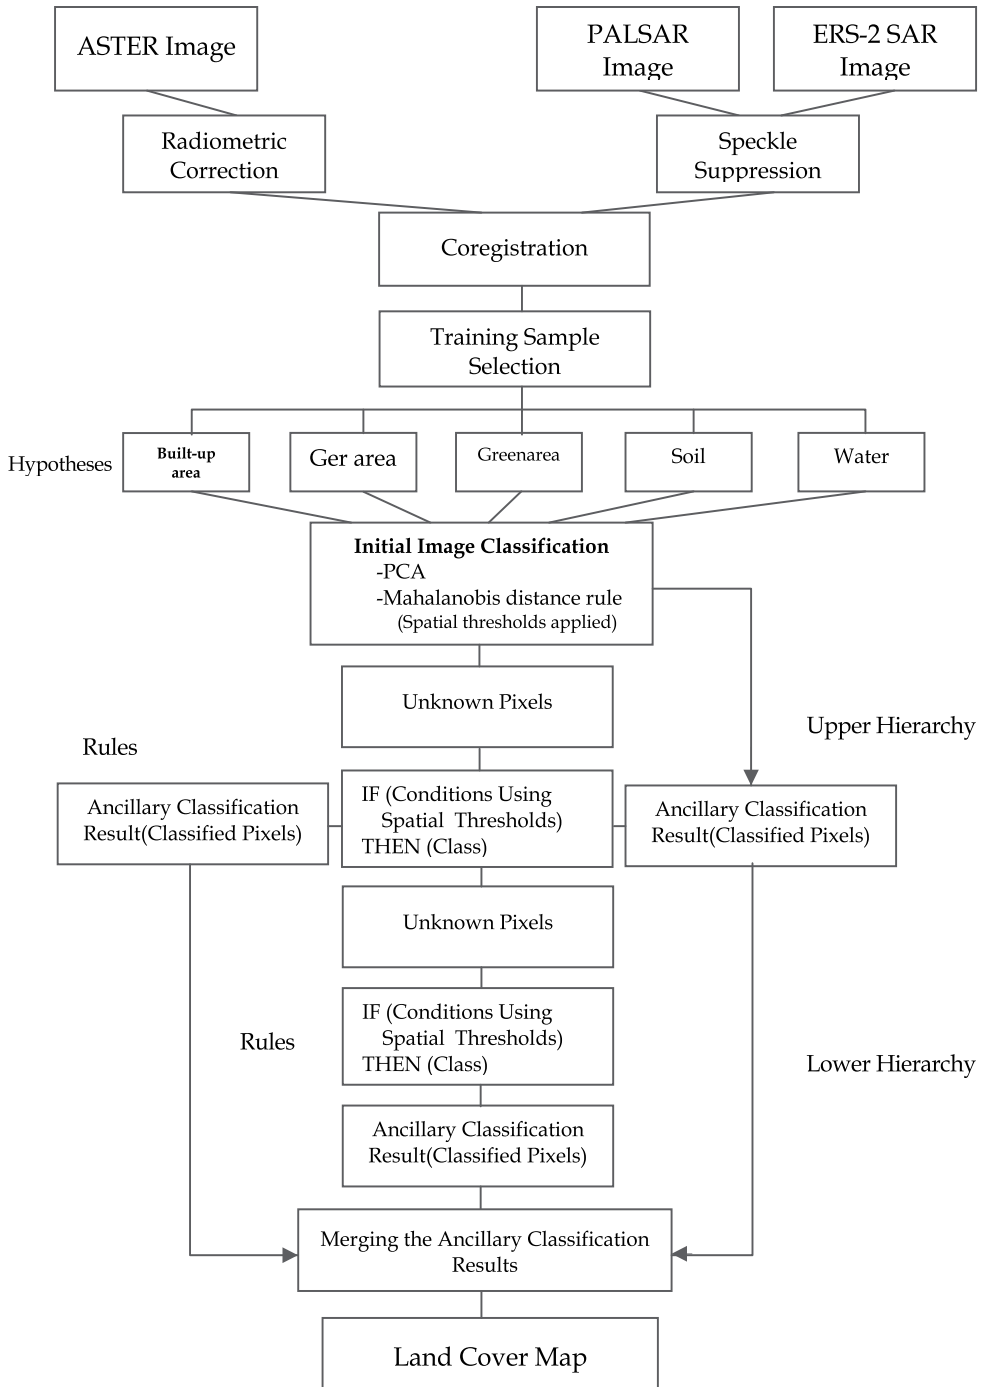 ASTER Image
PALSAR
Image
ERS-2 SAR
Image
Radiometric
Correction
Speckle
Suppression
Coregistration
Training Sample
Selection
Hypotheses
Built-up
area
Ger area
Greenarea
Soil
Water
Initial Image Classification
-PCA
-Mahalanobis distance rule
(Spatial thresholds applied)
Unknown Pixels
Upper Hierarchy
Rules
Ancillary Classification
Result(Classified Pixels)
IF (Conditions Using
Spatial Thresholds)
THEN (Class)
Ancillary Classification
Result(Classified Pixels)
Unknown Pixels
Rules
IF (Conditions Using
Spatial Thresholds)
THEN (Class)
Lower Hierarchy
Ancillary Classification
Result(Classified Pixels)
Merging the Ancillary Classification
Results
Land Cover Map